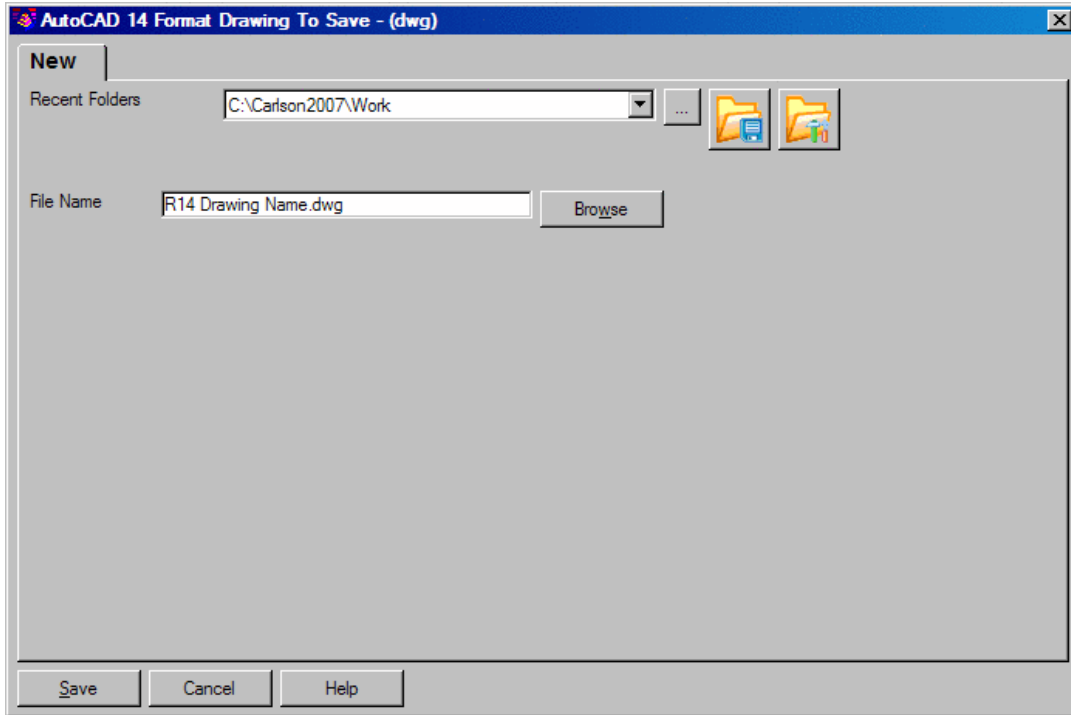 AutoCAD 14 Format Drawing To Save - (dwg)
New
Recent Folders C:\Carlson2007\Work ...
File Name R14 Drawing Name.dwg Browse
Save Cancel Help